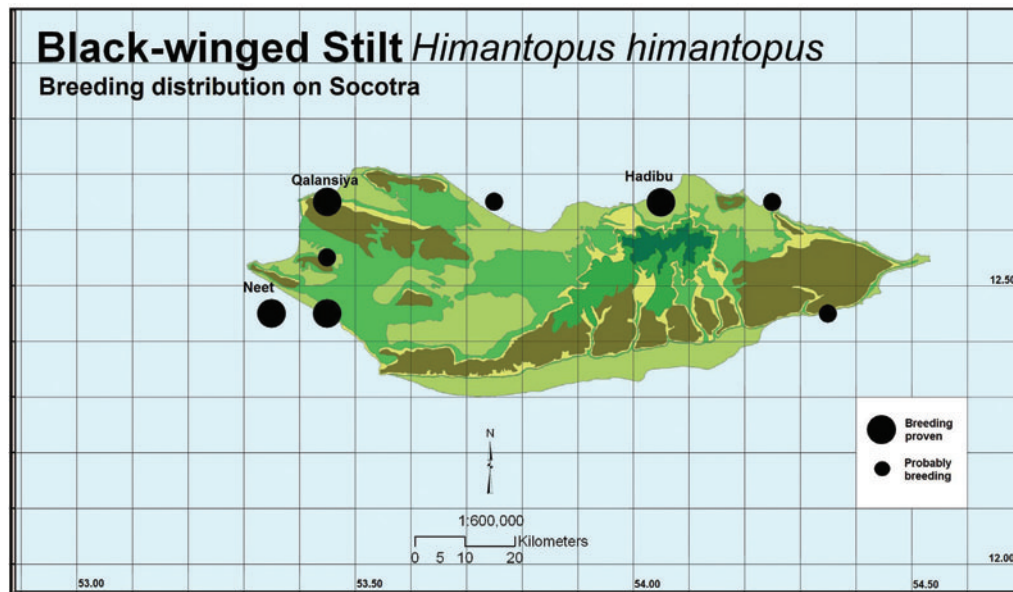 Black-winged Stilt Himantopus himantopus
Breeding distribution on Socotra
Qalansiya
Hadibu
Neet
12.50
Breeding
proven
Probably
breeding
N
1:600,000
Kilometers
0 5 10 20
12.00
53.00 53.50 54.00 54.50